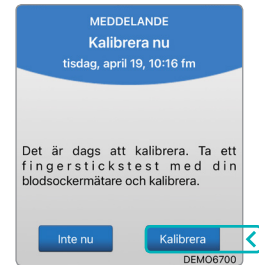 MEDDELANDE
Kalibrera nu
tisdag, april 19, 10:16 fm
Det är dags att kalibrera. Ta ett
fingerstickstest med din
blodsockermätare och kalibrera.
Inte nu Kalibrera
DEMO6700